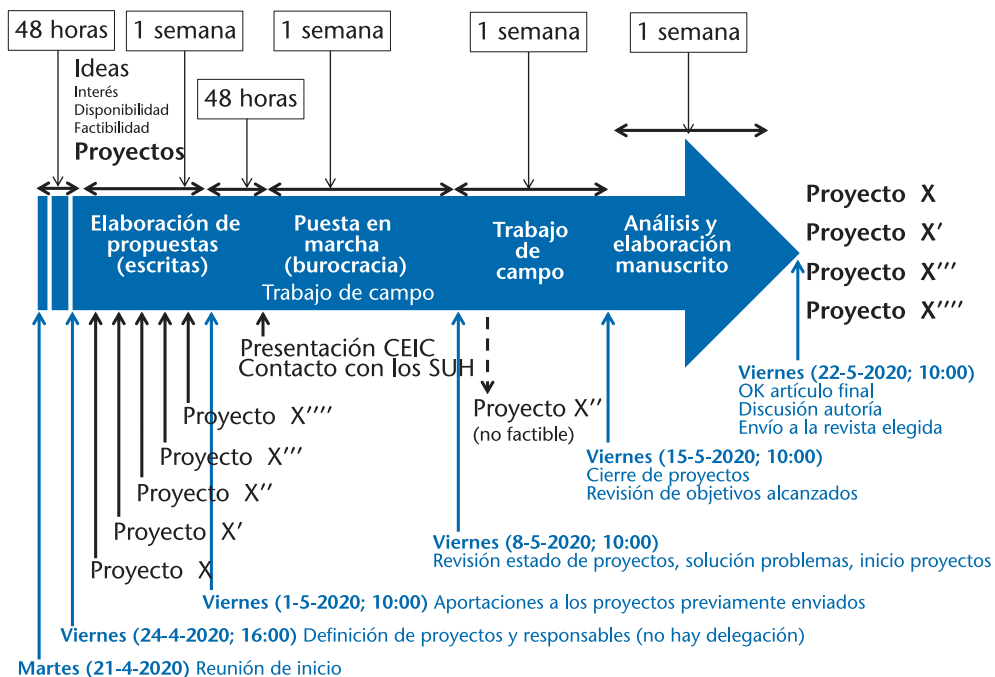 48 horas
1 semana
1 semana
1 semana
1 semana
Ideas
Interés
Disponibilidad
Factibilidad
Proyectos
48 horas
Elaboración de
propuestas
(escritas)
Puesta en
marcha
(burocracia)
Trabajo de campo
Trabajo
de
campo
Análisis y
elaboración
manuscrito
Proyecto X
Proyecto X'
Proyecto X'''
Proyecto X''''
Presentación CEIC
Contacto con los SUH
Proyecto X''
(no factible)
Proyecto X''''
Proyecto X'''
Proyecto X''
Proyecto X'
Proyecto X
Viernes (22-5-2020; 10:00)
OK artículo final
Discusión autoría
Envío a la revista elegida
Viernes (15-5-2020; 10:00)
Cierre de proyectos
Revisión de objetivos alcanzados
Viernes (8-5-2020; 10:00)
Revisión estado de proyectos, solución problemas, inicio proyectos
Viernes (1-5-2020; 10:00) Aportaciones a los proyectos previamente enviados
Viernes (24-4-2020; 16:00) Definición de proyectos y responsables (no hay delegación)
Martes (21-4-2020) Reunión de inicio